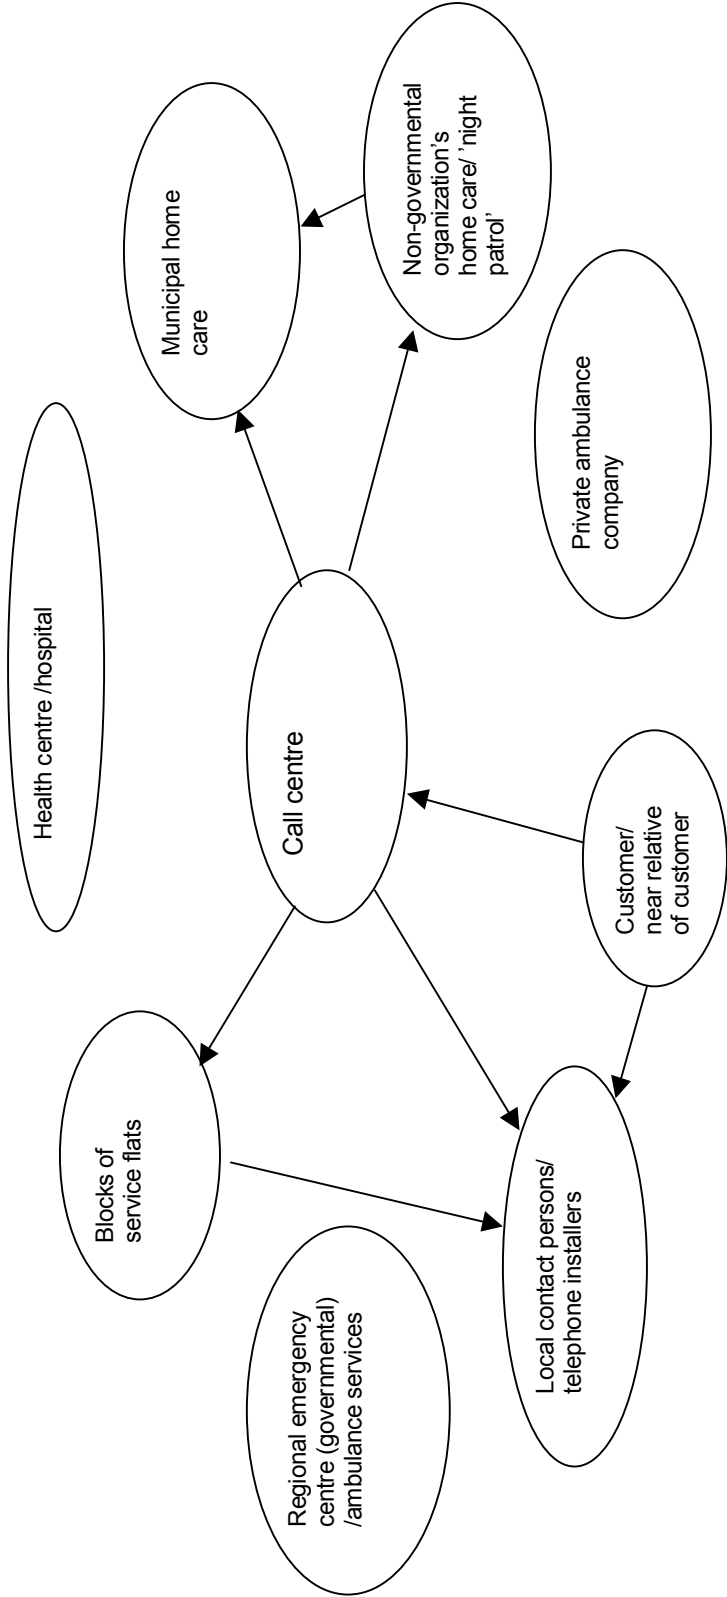 Health centre /hospital
Municipal home
care
Blocks of
service flats
Call centre
Non-governmental
organization's
home care/ 'night
patrol'
Regional emergency
centre (governmental)
/ambulance services
Local contact persons/
telephone installers
Customer/
near relative
of customer
Private ambulance
company